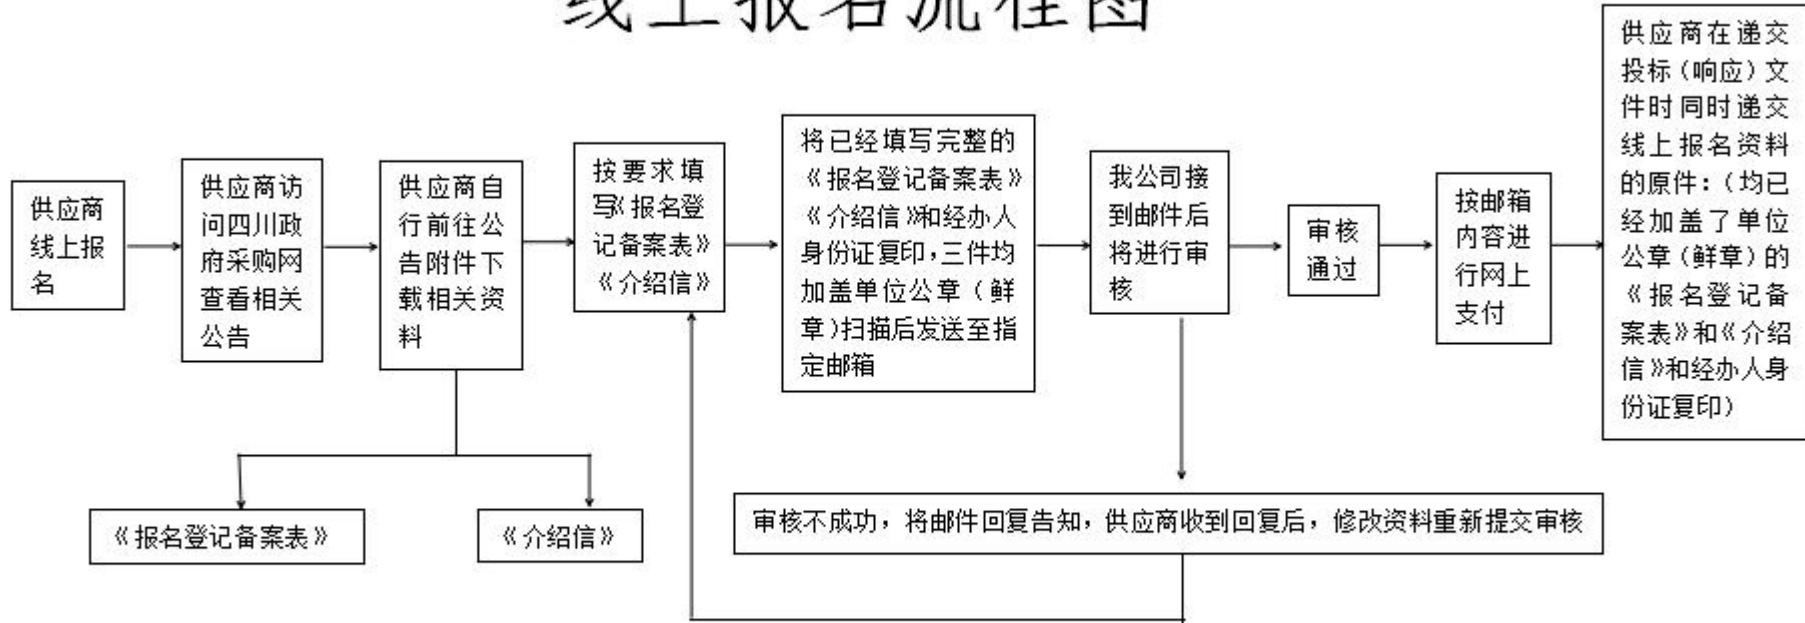 线上报名流程图
供应商
线上报
名
供应商访
问四川政
府采购网
查看相关
公告
供应商自
行前往公
告附件下
载相关资
料
《报名登记备案表》
《介绍信》
按要求填
写《报名登
记备案表》
《介绍信》
将已经填写完整的
《报名登记备案表》
《介绍信》和经办人
身份证复印，三件均
加盖单位公章（鲜
章）扫描后发送至指
定邮箱
我公司接
到邮件后
将进行审
核
审核不成功，将邮件回复告知，供应商收到回复后，修改资料重新提交审核
审核
通过
按邮箱
内容进
行网上
支付
供应商在递交
投标（响应）文
件时同时递交
线上报名资料
的原件：（均已
经加盖了单位
公章（鲜章）的
《报名登记备
案表》和《介绍
信》和经办人身
份证复印）